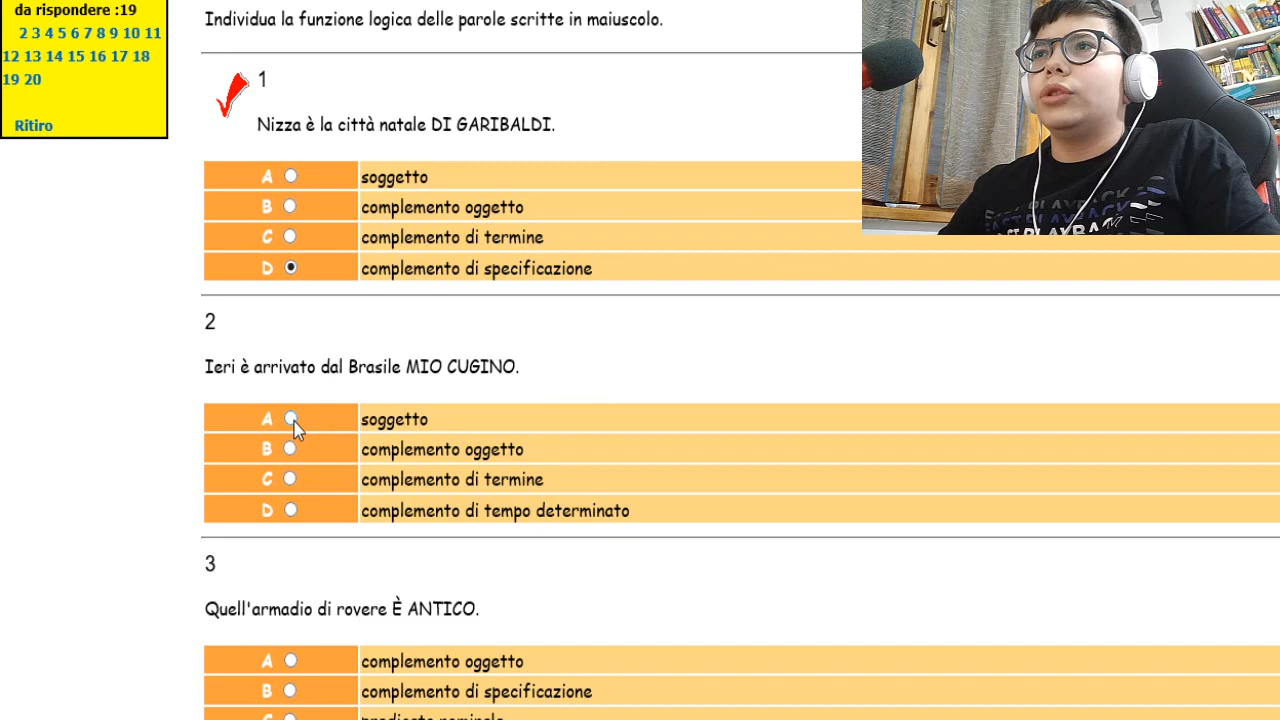 da rispondere :19
2 3 4 5 6 7 8 9 10 11
12 13 14 15 16 17 18
19 20
Ritiro
Individua la funzione logica delle parole scritte in maiuscolo.
1
Nizza è la città natale DI GARIBALDI.
A soggetto
B complemento oggetto
C complemento di termine
D complemento di specificazione
2
Ieri è arrivato dal Brasile MIO CUGINO.
A soggetto
B complemento oggetto
C complemento di termine
D complemento di tempo determinato
3
Quell'armadio di rovere È ANTICO.
A complemento oggetto
B complemento di specificazione
C predicato nominale